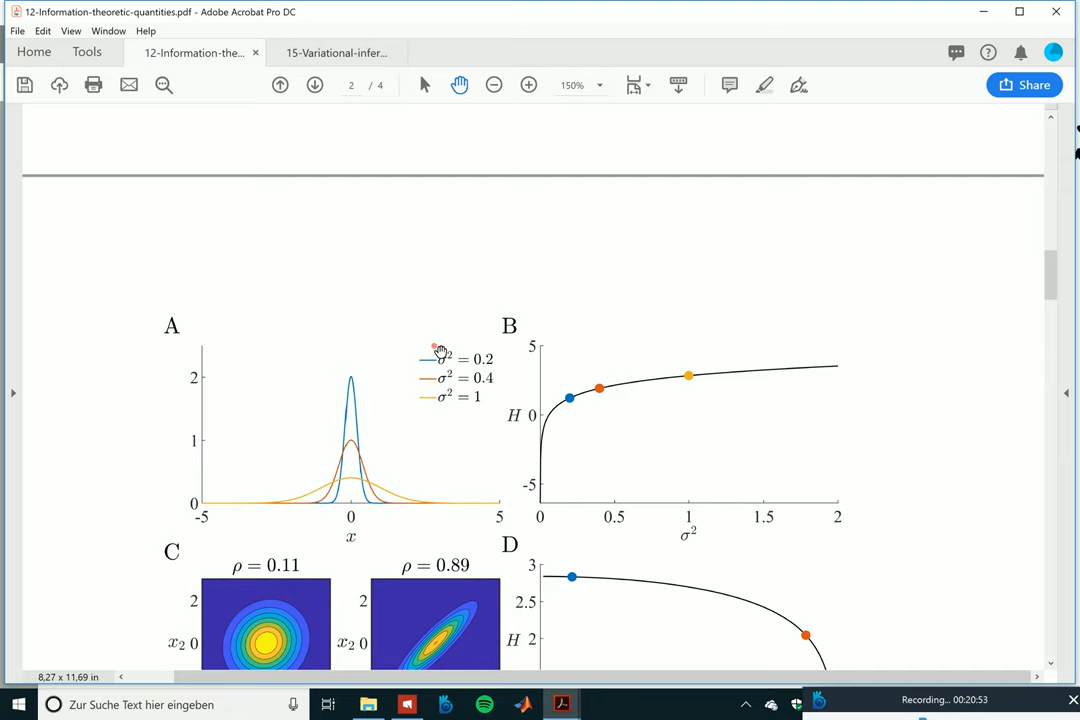 12-Information-theoretic-quantities.pdf - Adobe Acrobat Pro DC
File Edit View Window Help
Home Tools 12-Information-the... × 15-Variational-infer...
2 / 4 150% Share
A
2
1
0
-5 0 5
x
σ² = 0.2
σ² = 0.4
σ² = 1
B
5
H 0
-5
0 0.5 1 1.5 2
σ²
C
ρ = 0.11
ρ = 0.89
2
x₂ 0
2
x₂ 0
D
3
2.5
H 2
8,27 x 11,69 in
Zur Suche Text hier eingeben
Recording... 00:20:53